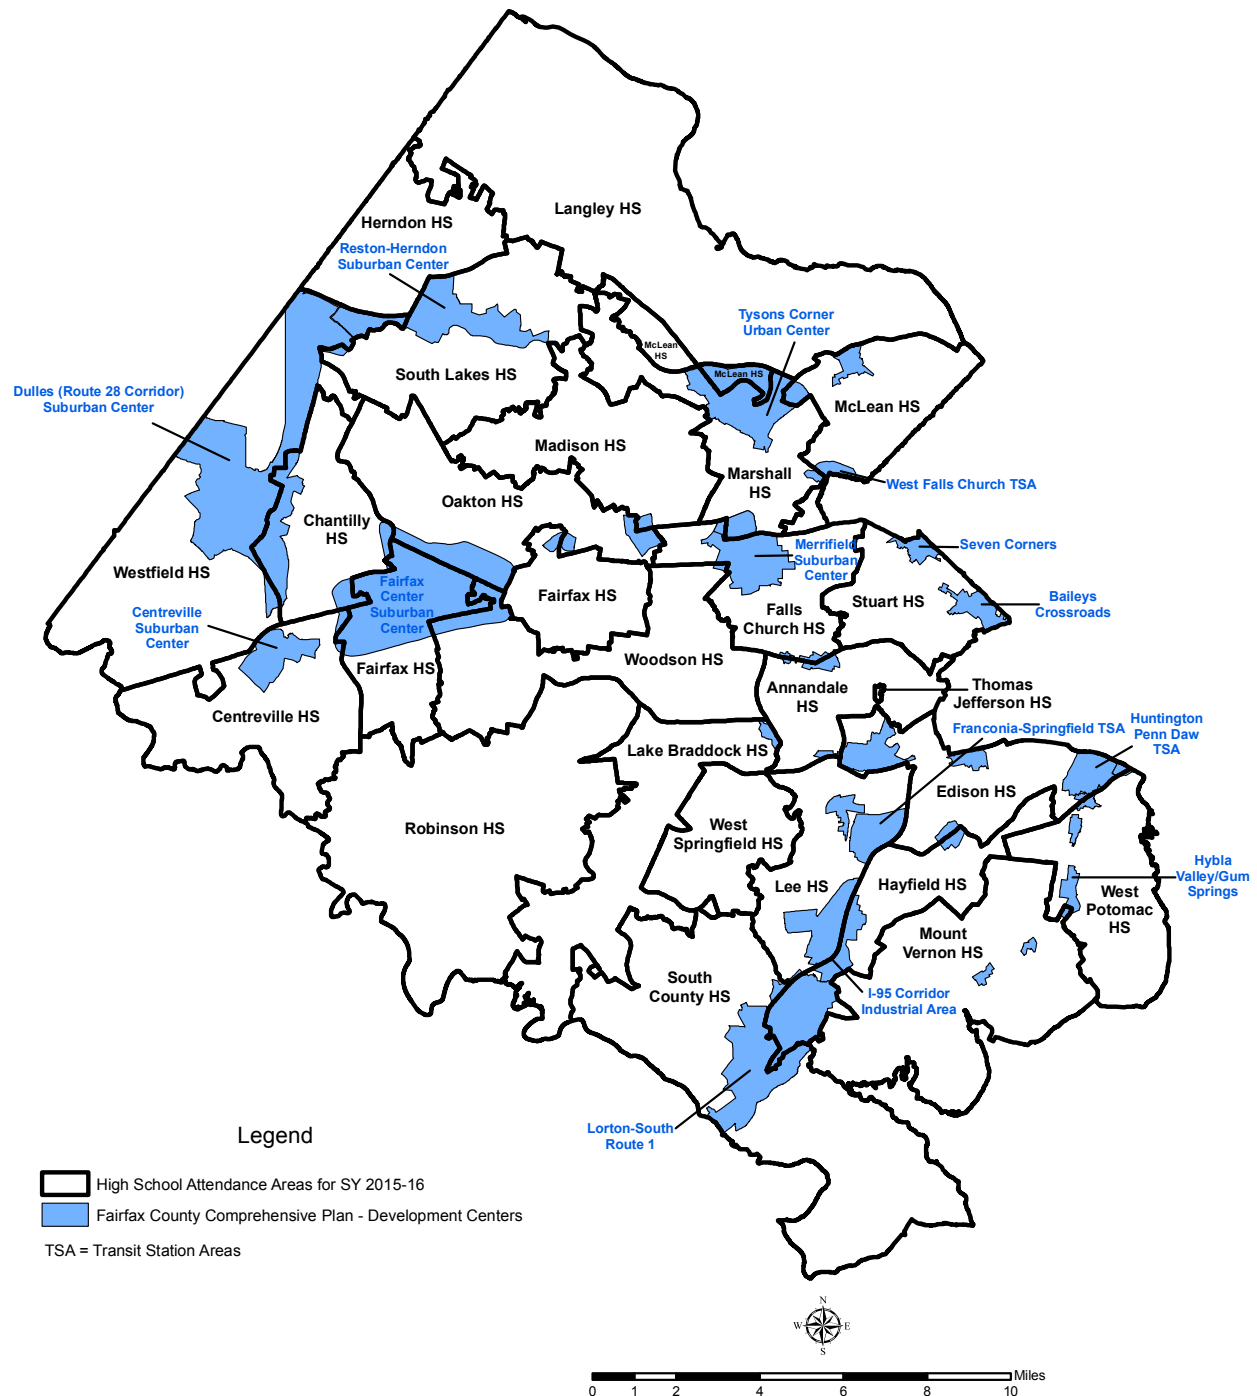 Langley HS
Herndon HS
Reston-Herndon
Suburban Center
Tysons Corner
Urban Center
McLean
HS
McLean HS
South Lakes HS
Dulles (Route 28 Corridor)
Suburban Center
McLean HS
Madison HS
Marshall
HS
West Falls Church TSA
Oakton HS
Chantilly
HS
Merrifield
Suburban
Center
Seven Corners
Westfield HS
Fairfax
Center
Suburban
Center
Fairfax HS
Stuart HS
Baileys
Crossroads
Centreville
Suburban
Center
Falls
Church HS
Woodson HS
Fairfax HS
Annandale
HS
Thomas
Jefferson HS
Centreville HS
Franconia-Springfield TSA
Huntington
Penn Daw
TSA
Lake Braddock HS
Edison HS
Robinson HS
West
Springfield HS
Lee HS
Hayfield HS
Hybla
Valley/Gum
Springs
West
Potomac
HS
Mount
Vernon HS
South
County HS
I-95 Corridor
Industrial Area
Lorton-South
Route 1
Legend
High School Attendance Areas for SY 2015-16
Fairfax County Comprehensive Plan - Development Centers
TSA = Transit Station Areas
N
W E
S
Miles
0 1 2 4 6 8 10